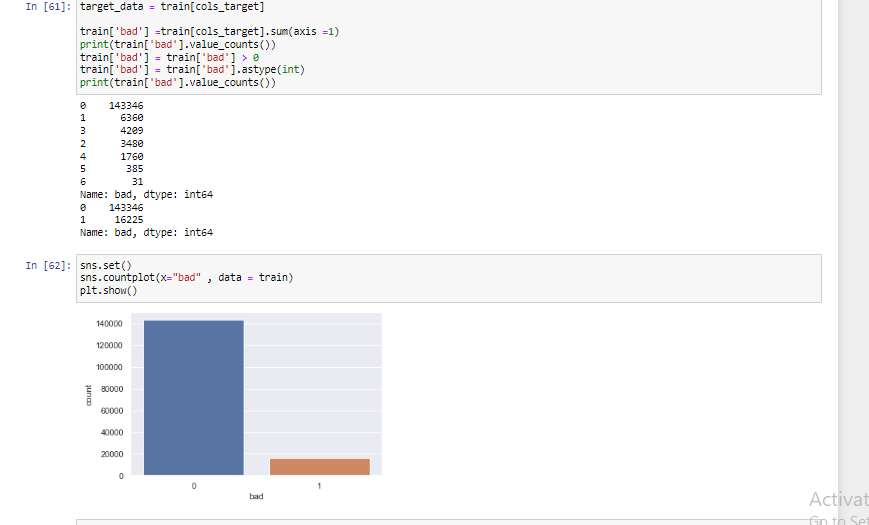 In [61]: target_data = train[cols_target]
train['bad'] =train[cols_target].sum(axis =1)
print(train['bad'].value_counts())
train['bad'] = train['bad'] > 0
train['bad'] = train['bad'].astype(int)
print(train['bad'].value_counts())
0 143346
1 6360
3 4209
2 3480
4 1760
5 385
6 31
Name: bad, dtype: int64
0 143346
1 16225
Name: bad, dtype: int64
In [62]: sns.set()
sns.countplot(x="bad" , data = train)
plt.show()
140000
120000
100000
80000
60000
40000
20000
0
count
0 1
bad
Activat
Go to Set